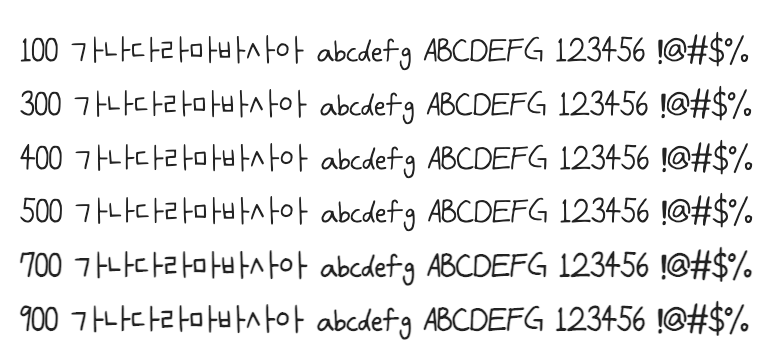 100 가나다라마바사아 abcdefg ABCDEFG 123456 !@#$%
300 가나다라마바사아 abcdefg ABCDEFG 123456 !@#$%
400 가나다라마바사아 abcdefg ABCDEFG 123456 !@#$%
500 가나다라마바사아 abcdefg ABCDEFG 123456 !@#$%
700 가나다라마바사아 abcdefg ABCDEFG 123456 !@#$%
900 가나다라마바사아 abcdefg ABCDEFG 123456 !@#$%